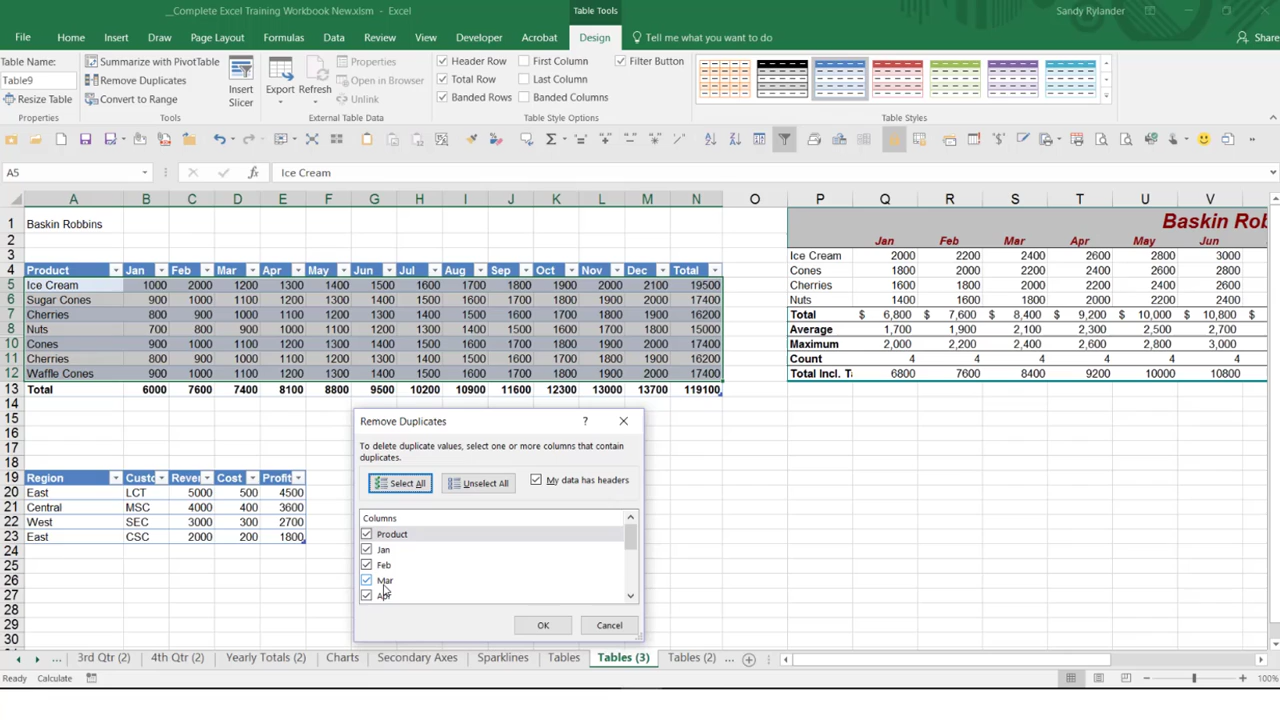 __Complete Excel Training Workbook New.xlsm - Excel
Table Tools
Sandy Rylander
File Home Insert Draw Page Layout Formulas Data Review View Developer Acrobat Design Tell me what you want to do Share
Table Name:
Table9
Resize Table
Properties
Summarize with PivotTable
Remove Duplicates
Convert to Range
Tools
Insert
Slicer
Export
Refresh
Properties
Open in Browser
Unlink
External Table Data
Header Row First Column Filter Button
Total Row Last Column
Banded Rows Banded Columns
Table Style Options
Table Styles
A5 fx Ice Cream
A B C D E F G H I J K L M N O P Q R S T U V
1 Baskin Robbins Baskin Rob
2 Jan Feb Mar Apr May Jun
3 Ice Cream 2000 2200 2400 2600 2800 3000
4 Product Jan Feb Mar Apr May Jun Jul Aug Sep Oct Nov Dec Total Cones 1800 2000 2200 2400 2600 2800
5 Ice Cream 1000 2000 1200 1300 1400 1500 1600 1700 1800 1900 2000 2100 19500 Cherries 1600 1800 2000 2200 2400 2600
6 Sugar Cones 900 1000 1100 1200 1300 1400 1500 1600 1700 1800 1900 2000 17400 Nuts 1400 1600 1800 2000 2200 2400
7 Cherries 800 900 1000 1100 1200 1300 1400 1500 1600 1700 1800 1900 16200 Total $ 6,800 $ 7,600 $ 8,400 $ 9,200 $ 10,000 $ 10,800 $
8 Nuts 700 800 900 1000 1100 1200 1300 1400 1500 1600 1700 1800 15000 Average 1,700 1,900 2,100 2,300 2,500 2,700
10 Cones 900 1000 1100 1200 1300 1400 1500 1600 1700 1800 1900 2000 17400 Maximum 2,000 2,200 2,400 2,600 2,800 3,000
11 Cherries 800 900 1000 1100 1200 1300 1400 1500 1600 1700 1800 1900 16200 Count 4 4 4 4 4 4
12 Waffle Cones 900 1000 1100 1200 1300 1400 1500 1600 1700 1800 1900 2000 17400 Total Incl. T 6800 7600 8400 9200 10000 10800
13 Total 6000 7600 7400 8100 8800 9500 10200 10900 11600 12300 13000 13700 119100
14
15
16
17
18
19 Region Custo Rever Cost Profit
20 East LCT 5000 500 4500
21 Central MSC 4000 400 3600
22 West SEC 3000 300 2700
23 East CSC 2000 200 1800
24
25
26
27
28
29
30
Remove Duplicates ?
To delete duplicate values, select one or more columns that contain
duplicates.
Select All Unselect All My data has headers
Columns
Product
Jan
Feb
Mar
Apr
OK Cancel
... 3rd Qtr (2) 4th Qtr (2) Yearly Totals (2) Charts Secondary Axes Sparklines Tables Tables (3) Tables (2) ...
Ready Calculate 100%